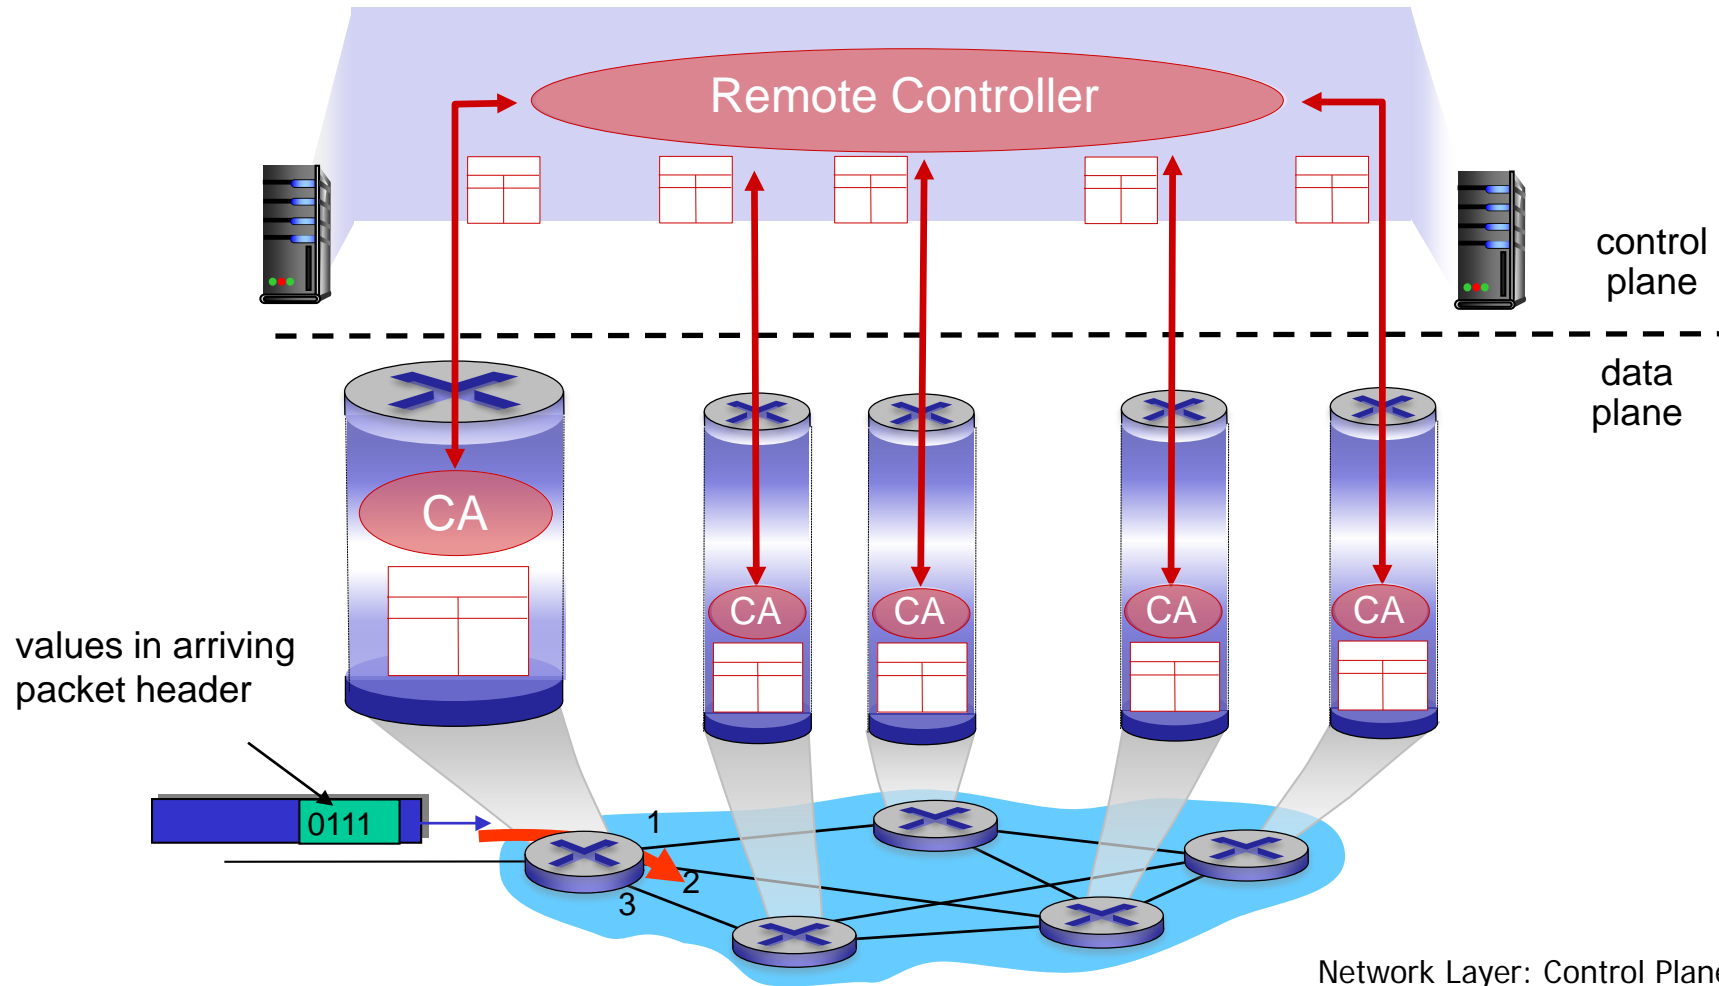 Remote Controller
control
plane
data
plane
CA
CA
CA
CA
CA
values in arriving
packet header
0111
1
2
3
Network Layer: Control Plane